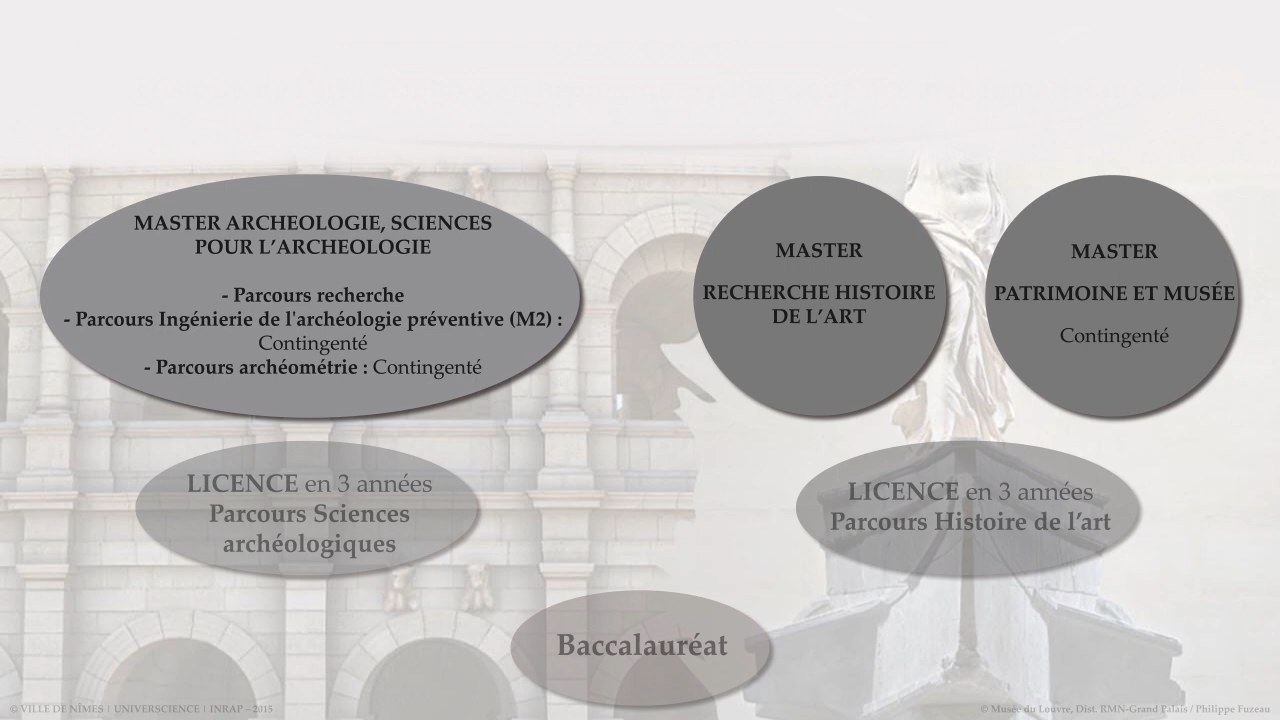 MASTER ARCHEOLOGIE, SCIENCES
POUR L’ARCHEOLOGIE
- Parcours recherche
- Parcours Ingénierie de l'archéologie préventive (M2) :
Contingenté
- Parcours archéométrie : Contingenté
MASTER
RECHERCHE HISTOIRE
DE L’ART
MASTER
PATRIMOINE ET MUSÉE
Contingenté
LICENCE en 3 années
Parcours Sciences
archéologiques
LICENCE en 3 années
Parcours Histoire de l’art
Baccalauréat
© VILLE DE NÎMES | UNIVERSCIENCE | INRAP – 2015
© Musée du Louvre, Dist. RMN-Grand Palais / Philippe Fuzeau